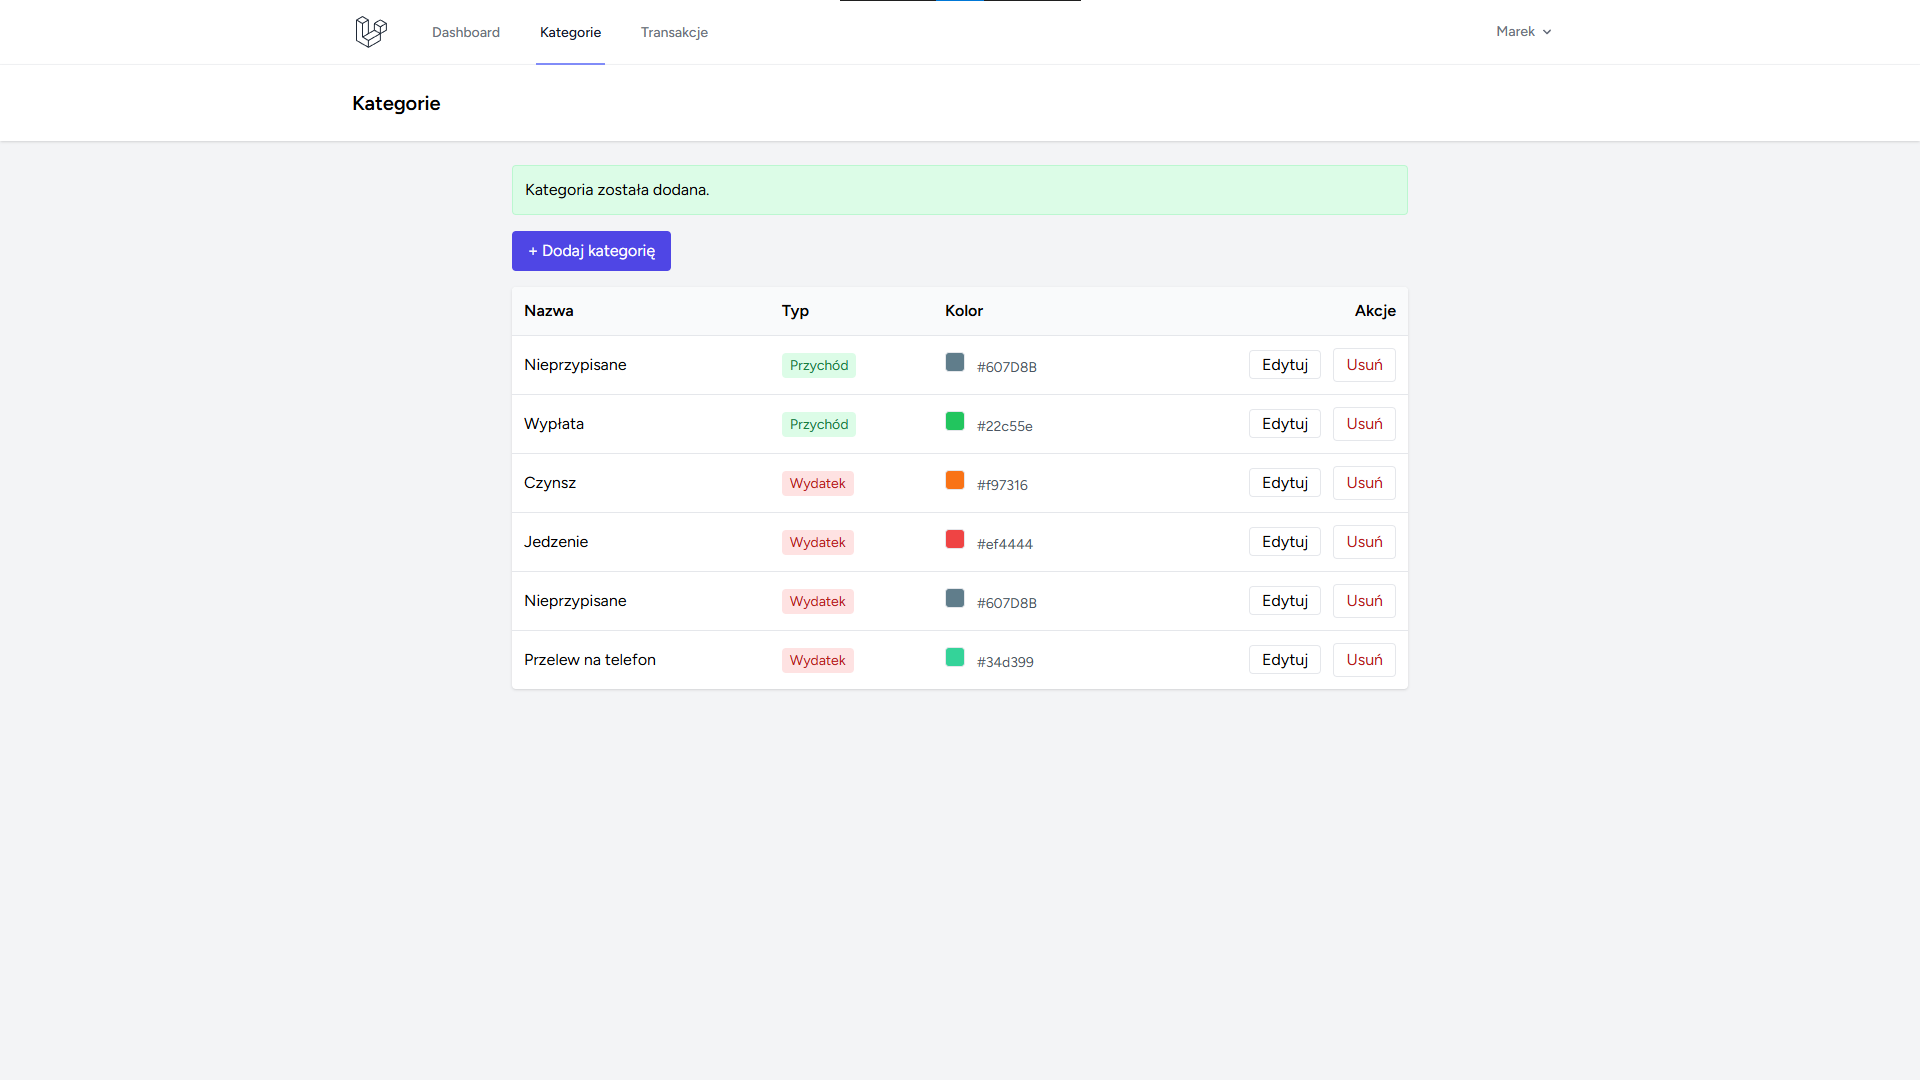 Dashboard Kategorie Transakcje Marek
Kategorie
Kategoria została dodana.
+ Dodaj kategorię
Nazwa Typ Kolor Akcje
Nieprzypisane Przychód #607D8B Edytuj Usuń
Wypłata Przychód #22c55e Edytuj Usuń
Czynsz Wydatek #f97316 Edytuj Usuń
Jedzenie Wydatek #ef4444 Edytuj Usuń
Nieprzypisane Wydatek #607D8B Edytuj Usuń
Przelew na telefon Wydatek #34d399 Edytuj Usuń